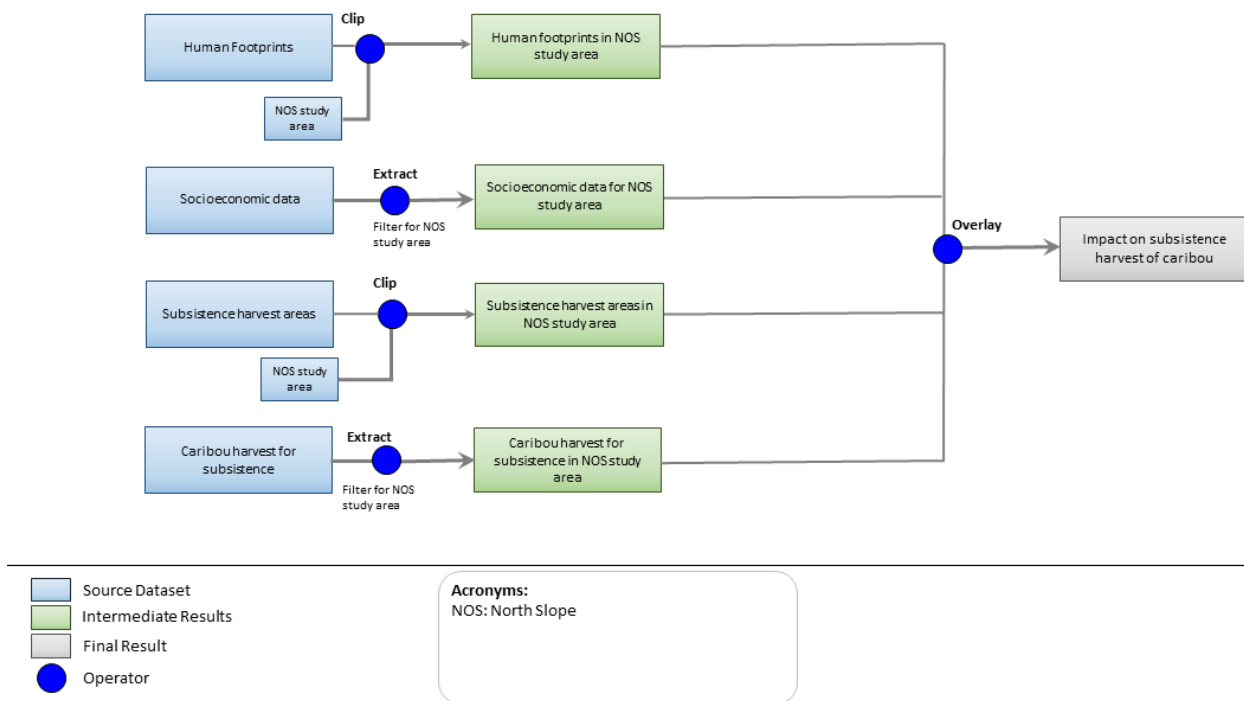 Clip
Human Footprints
Human footprints in NOS
study area
NOS study
area
Extract
Socioeconomic data
Filter for NOS
study area
Socioeconomic data for NOS
study area
Overlay
Impact on subsistence
harvest of caribou
Clip
Subsistence harvest areas
Subsistence harvest areas in
NOS study area
NOS study
area
Extract
Caribou harvest for
subsistence
Filter for NOS
study area
Caribou harvest for
subsistence in NOS study
area
Source Dataset
Intermediate Results
Final Result
Operator
Acronyms:
NOS: North Slope